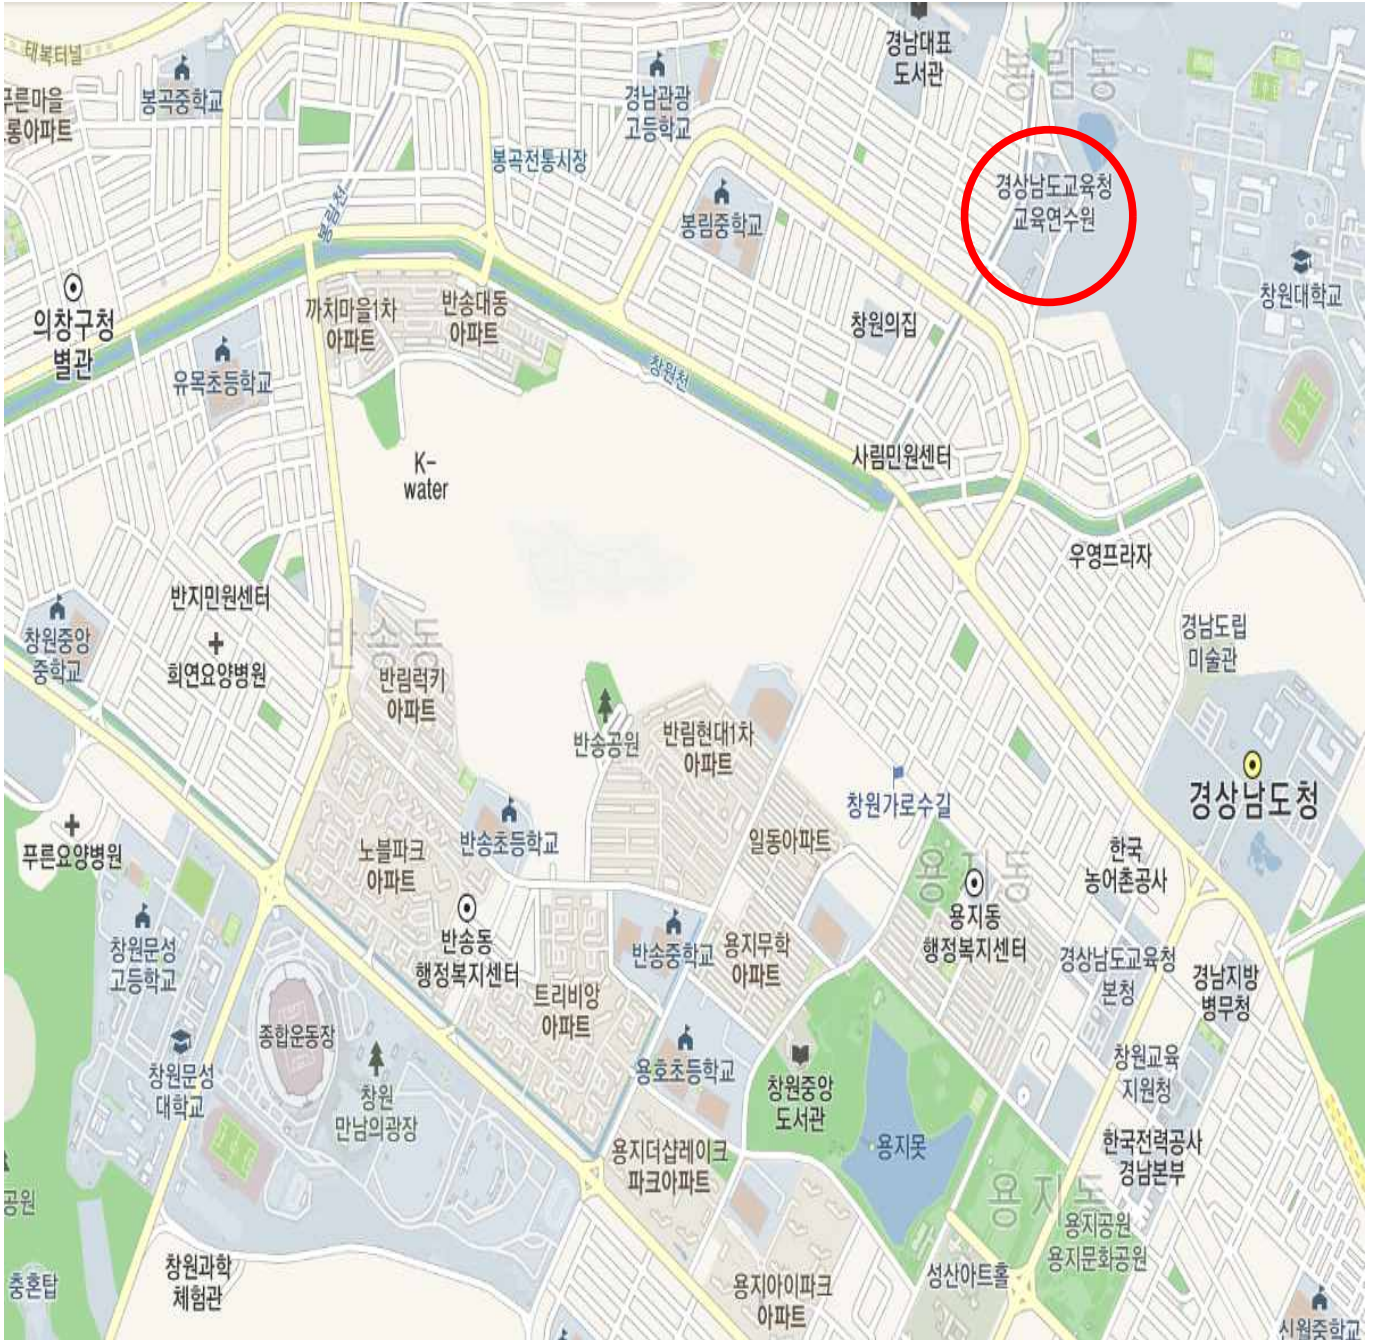 태복터널
봉곡중학교
푸른마을
롱아파트
경남관광
고등학교
경남대표
도서관
봉림동
봉곡전통시장
봉림천
봉림중학교
경상남도교육청
교육연수원
창원대학교
의창구청
별관
까치마을1차
아파트
반송대동
아파트
창원의집
유목초등학교
창원천
K-
water
사림민원센터
우영프라자
반지민원센터
희연요양병원
창원중앙
중학교
반송동
반림럭키
아파트
경남도립
미술관
반송공원
반림현대1차
아파트
창원가로수길
경상남도청
푸른요양병원
노블파크
아파트
반송초등학교
일동아파트
용지동
한국
농어촌공사
용지동
행정복지센터
반송동
행정복지센터
창원문성
고등학교
반송중학교
용지무학
아파트
경상남도교육청
본청
경남지방
병무청
트리비앙
아파트
종합운동장
창원문성
대학교
창원
만남의광장
용호초등학교
창원중앙
도서관
창원교육
지원청
용지못
한국전력공사
경남본부
용지더샵레이크
파크아파트
공원
용지동
용지공원
용지문화공원
충혼탑
창원과학
체험관
용지아이파크
아파트
성산아트홀
신월중학교